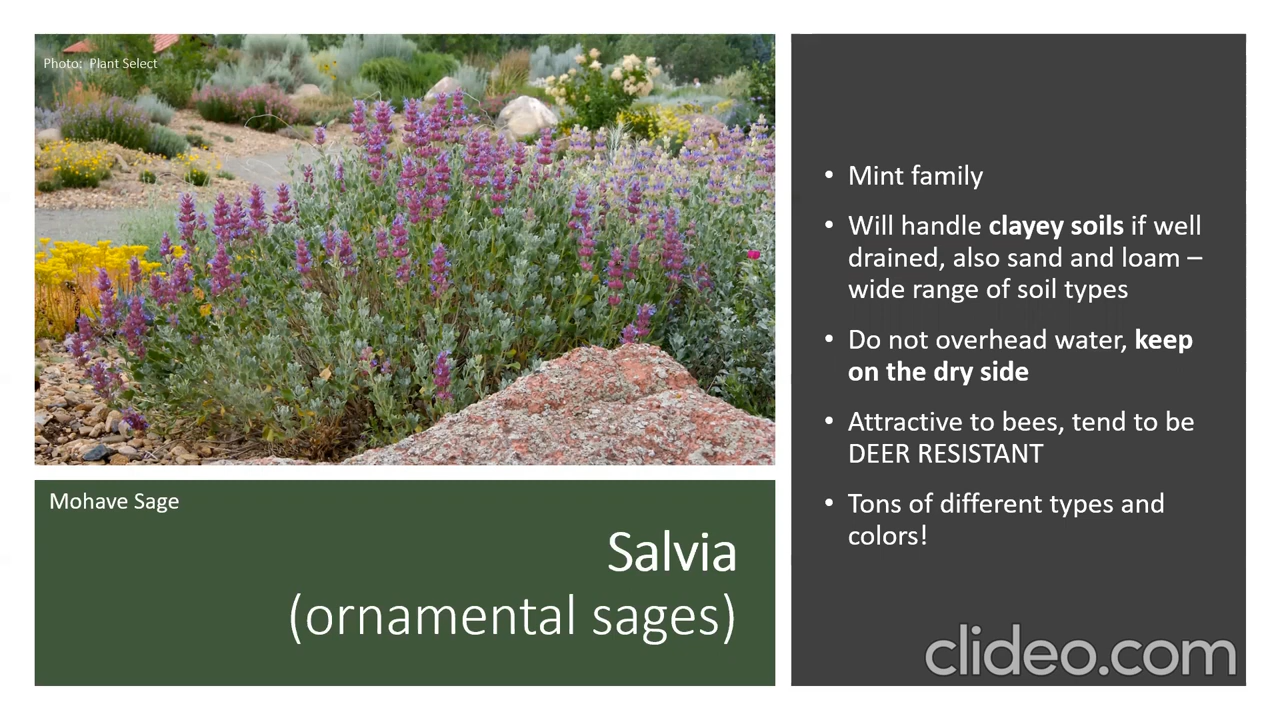 Photo: Plant Select
Mohave Sage
Salvia
(ornamental sages)
• Mint family
• Will handle clayey soils if well
drained, also sand and loam –
wide range of soil types
• Do not overhead water, keep
on the dry side
• Attractive to bees, tend to be
DEER RESISTANT
• Tons of different types and
colors!
clideo.com